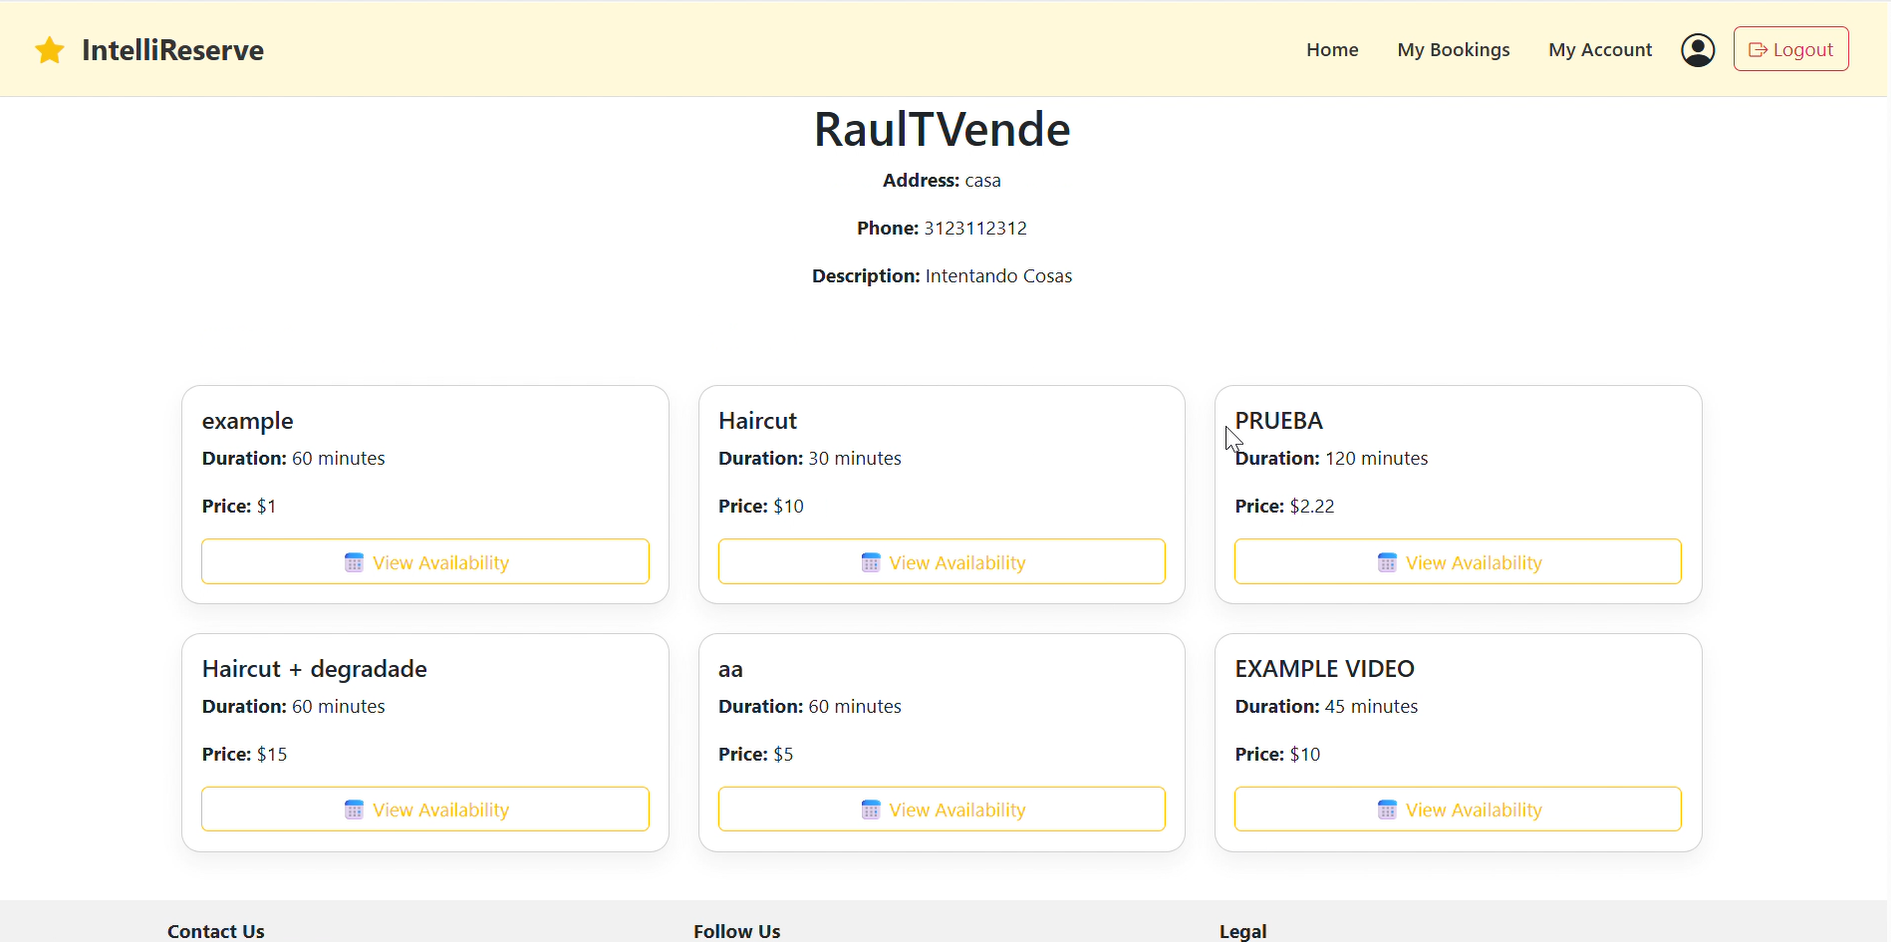 IntelliReserve
Home
My Bookings
My Account
Logout
RaulTVende
Address: casa
Phone: 3123112312
Description: Intentando Cosas
example
Duration: 60 minutes
Price: $1
View Availability
Haircut
Duration: 30 minutes
Price: $10
View Availability
PRUEBA
Duration: 120 minutes
Price: $2.22
View Availability
Haircut + degradade
Duration: 60 minutes
Price: $15
View Availability
aa
Duration: 60 minutes
Price: $5
View Availability
EXAMPLE VIDEO
Duration: 45 minutes
Price: $10
View Availability
Contact Us
Follow Us
Legal